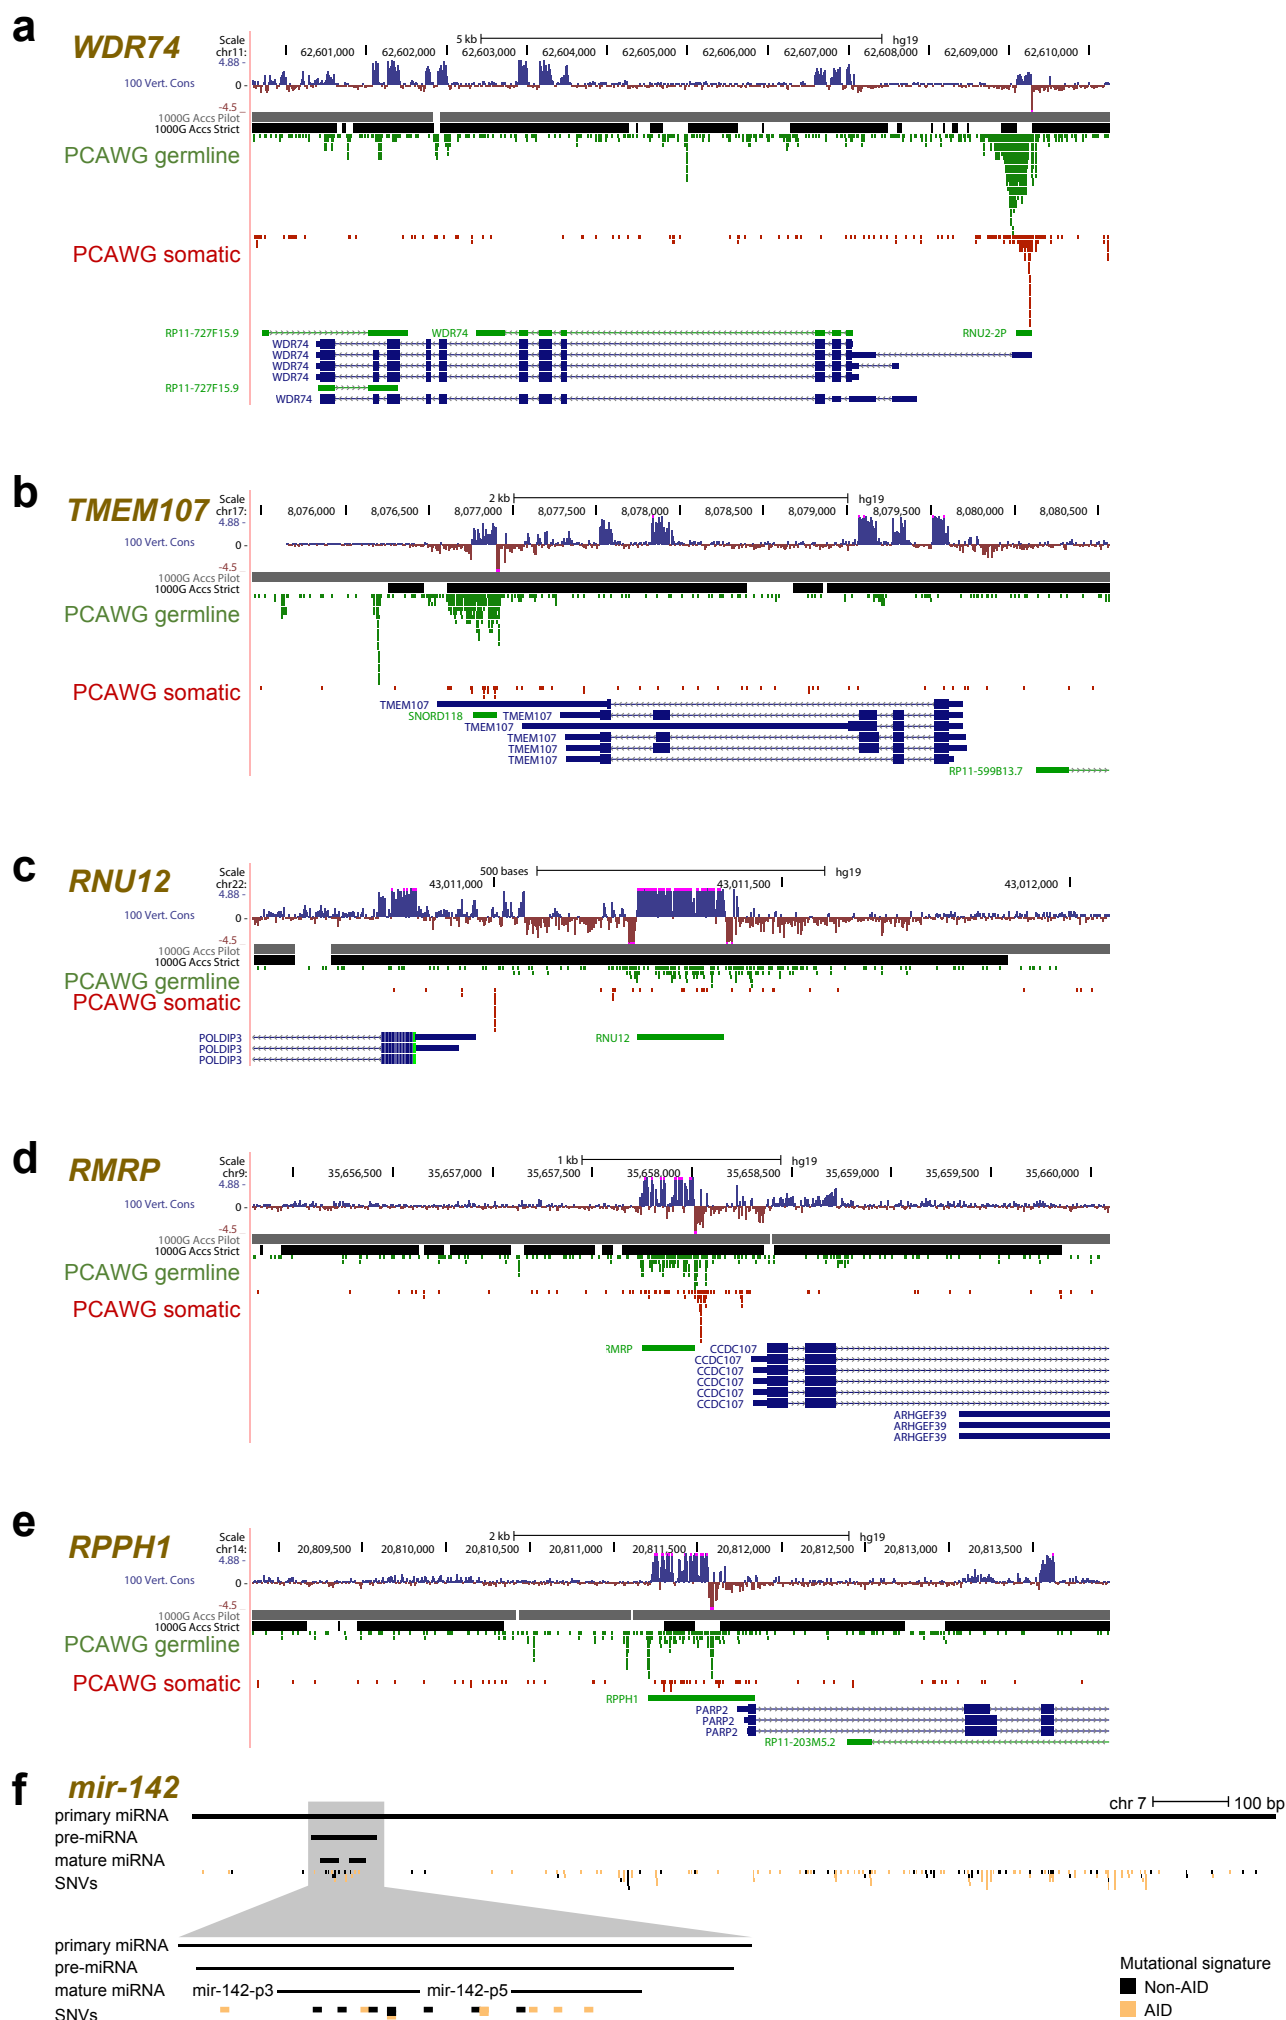 a
WDR74
Scale 5 kb hg19
chr11: 62,601,000 62,602,000 62,603,000 62,604,000 62,605,000 62,606,000 62,607,000 62,608,000 62,609,000 62,610,000
4.88 -
100 Vert. Cons
0 -
-4.5 _
1000G Accs Pilot
1000G Accs Strict
PCAWG germline
PCAWG somatic
RP11-727F15.9 WDR74 RNU2-2P
WDR74
WDR74
WDR74
WDR74
RP11-727F15.9
WDR74
b
TMEM107
Scale 2 kb hg19
chr17: 8,076,000 8,076,500 8,077,000 8,077,500 8,078,000 8,078,500 8,079,000 8,079,500 8,080,000 8,080,500
4.88 -
100 Vert. Cons
0 -
-4.5 _
1000G Accs Pilot
1000G Accs Strict
PCAWG germline
PCAWG somatic
TMEM107
SNORD118 TMEM107
TMEM107
TMEM107
TMEM107
TMEM107
RP11-599B13.7
c
RNU12
Scale 500 bases hg19
chr22: 43,011,000 43,011,500 43,012,000
4.88 -
100 Vert. Cons
0 -
-4.5 _
1000G Accs Pilot
1000G Accs Strict
PCAWG germline
PCAWG somatic
POLDIP3 RNU12
POLDIP3
POLDIP3
d
RMRP
Scale 1 kb hg19
chr9: 35,656,500 35,657,000 35,657,500 35,658,000 35,658,500 35,659,000 35,659,500 35,660,000
4.88 -
100 Vert. Cons
0 -
-4.5 _
1000G Accs Pilot
1000G Accs Strict
PCAWG germline
PCAWG somatic
RMRP CCDC107
CCDC107
CCDC107
CCDC107
CCDC107
CCDC107
ARHGEF39
ARHGEF39
ARHGEF39
e
RPPH1
Scale 2 kb hg19
chr14: 20,809,500 20,810,000 20,810,500 20,811,000 20,811,500 20,812,000 20,812,500 20,813,000 20,813,500
4.88 -
100 Vert. Cons
0 -
-4.5 _
1000G Accs Pilot
1000G Accs Strict
PCAWG germline
PCAWG somatic
RPPH1
PARP2
PARP2
PARP2
RP11-203M5.2
f
mir-142
chr 7 100 bp
primary miRNA
pre-miRNA
mature miRNA
SNVs
primary miRNA
pre-miRNA
mature miRNA mir-142-p3 mir-142-p5
SNVs
Mutational signature
Non-AID
AID